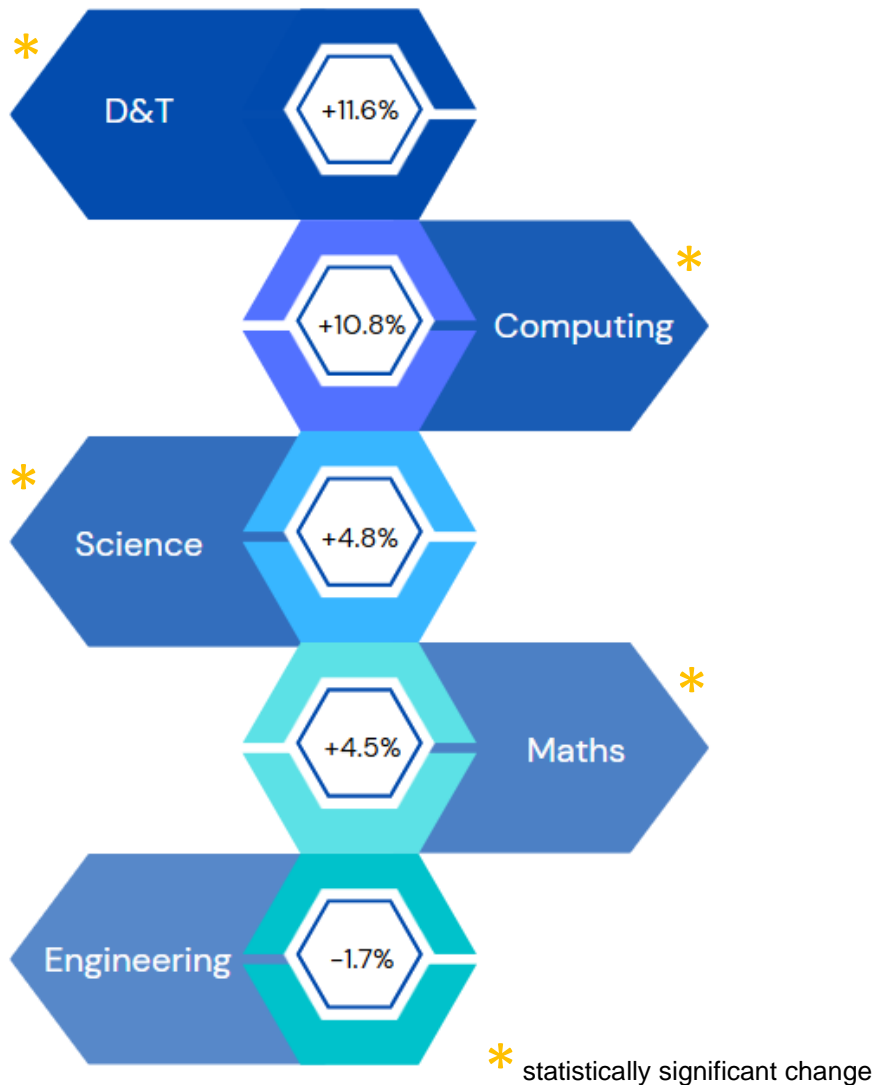 *
D&T
+11.6%
+10.8%
Computing
*
*
Science
+4.8%
+4.5%
Maths
*
Engineering
-1.7%
* statistically significant change